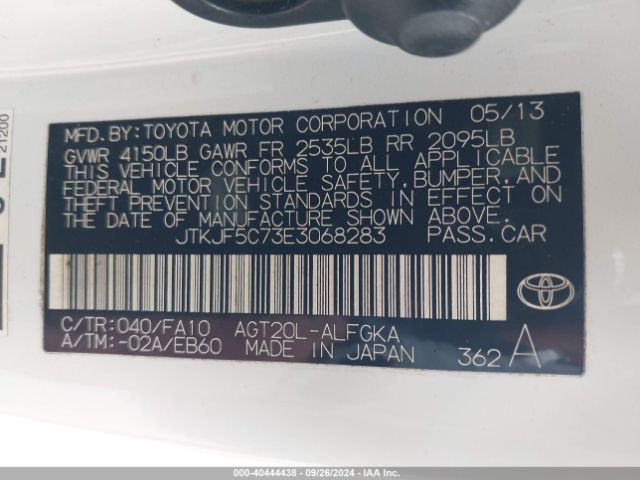 MFD.BY:TOYOTA MOTOR CORPORATION 05/13
GVWR 4150LB GAWR FR 2535LB RR 2095LB
THIS VEHICLE CONFORMS TO ALL APPLICABLE
FEDERAL MOTOR VEHICLE SAFETY,BUMPER,AND
THEFT PREVENTION STANDARDS IN EFFECT ON
THE DATE OF MANUFACTURE SHOWN ABOVE.
JTKJF5C73E3068283 PASS.CAR
C/TR:040/FA10 AGT20L-ALFGKA
A/TM:-02A/EB60 MADE IN JAPAN 362 A
21200
000-40444438 - 09/26/2024 - IAAI.COM